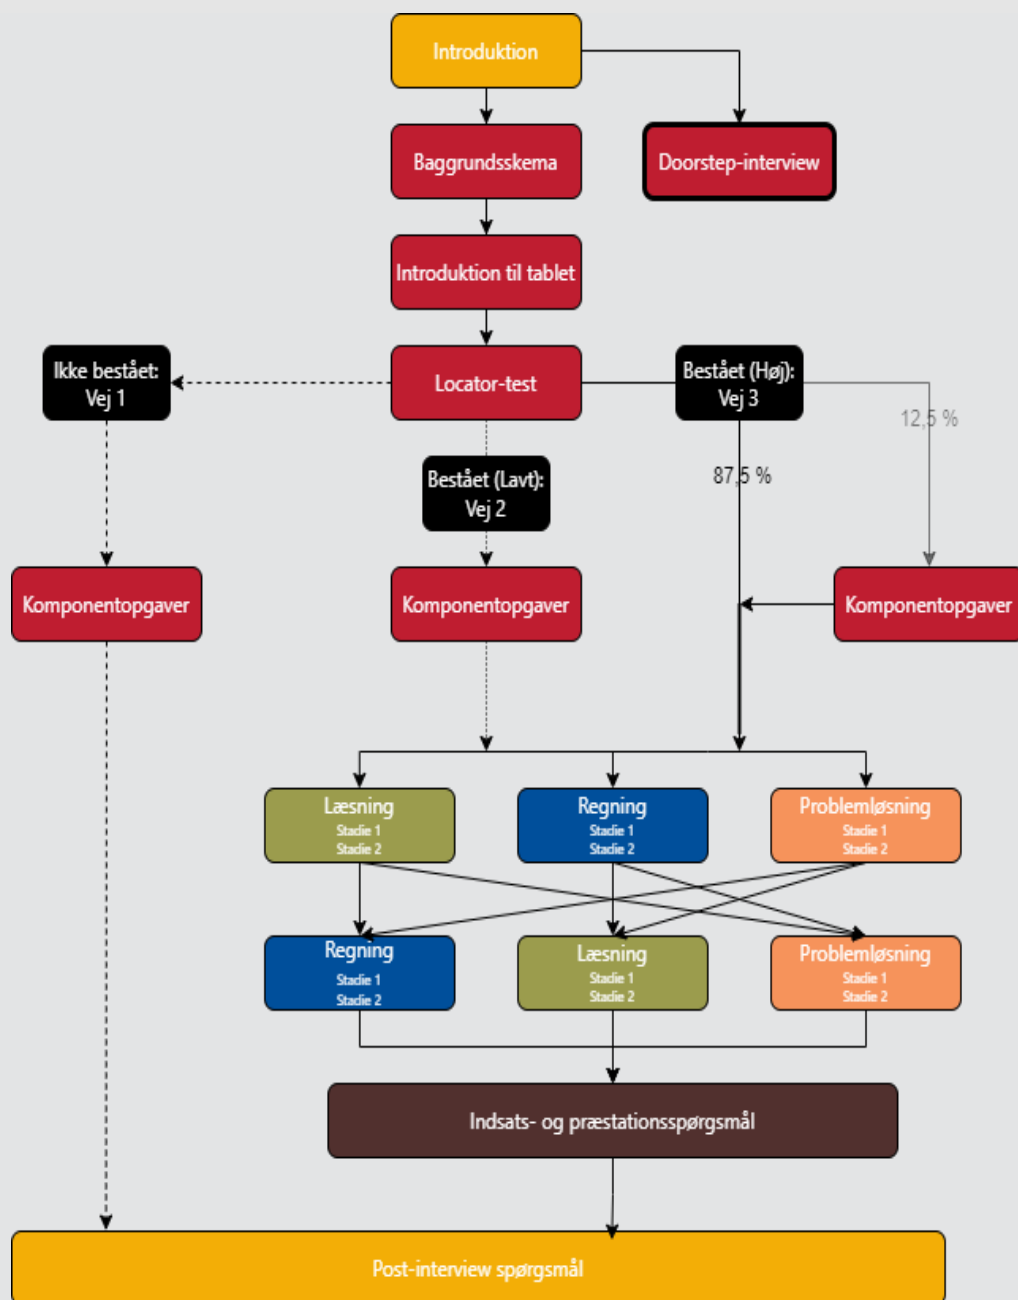 Introduktion
Baggrundsskema
Doorstep-interview
Introduktion til tablet
Ikke bestået:
Vej 1
Locator-test
Bestået (Høj):
Vej 3
12,5 %
87,5 %
Bestået (Lavt):
Vej 2
Komponentopgaver
Komponentopgaver
Komponentopgaver
Læsning
Stadie 1
Stadie 2
Regning
Stadie 1
Stadie 2
Problemløsning
Stadie 1
Stadie 2
Regning
Stadie 1
Stadie 2
Læsning
Stadie 1
Stadie 2
Problemløsning
Stadie 1
Stadie 2
Indsats- og præstationsspørgsmål
Post-interview spørgsmål